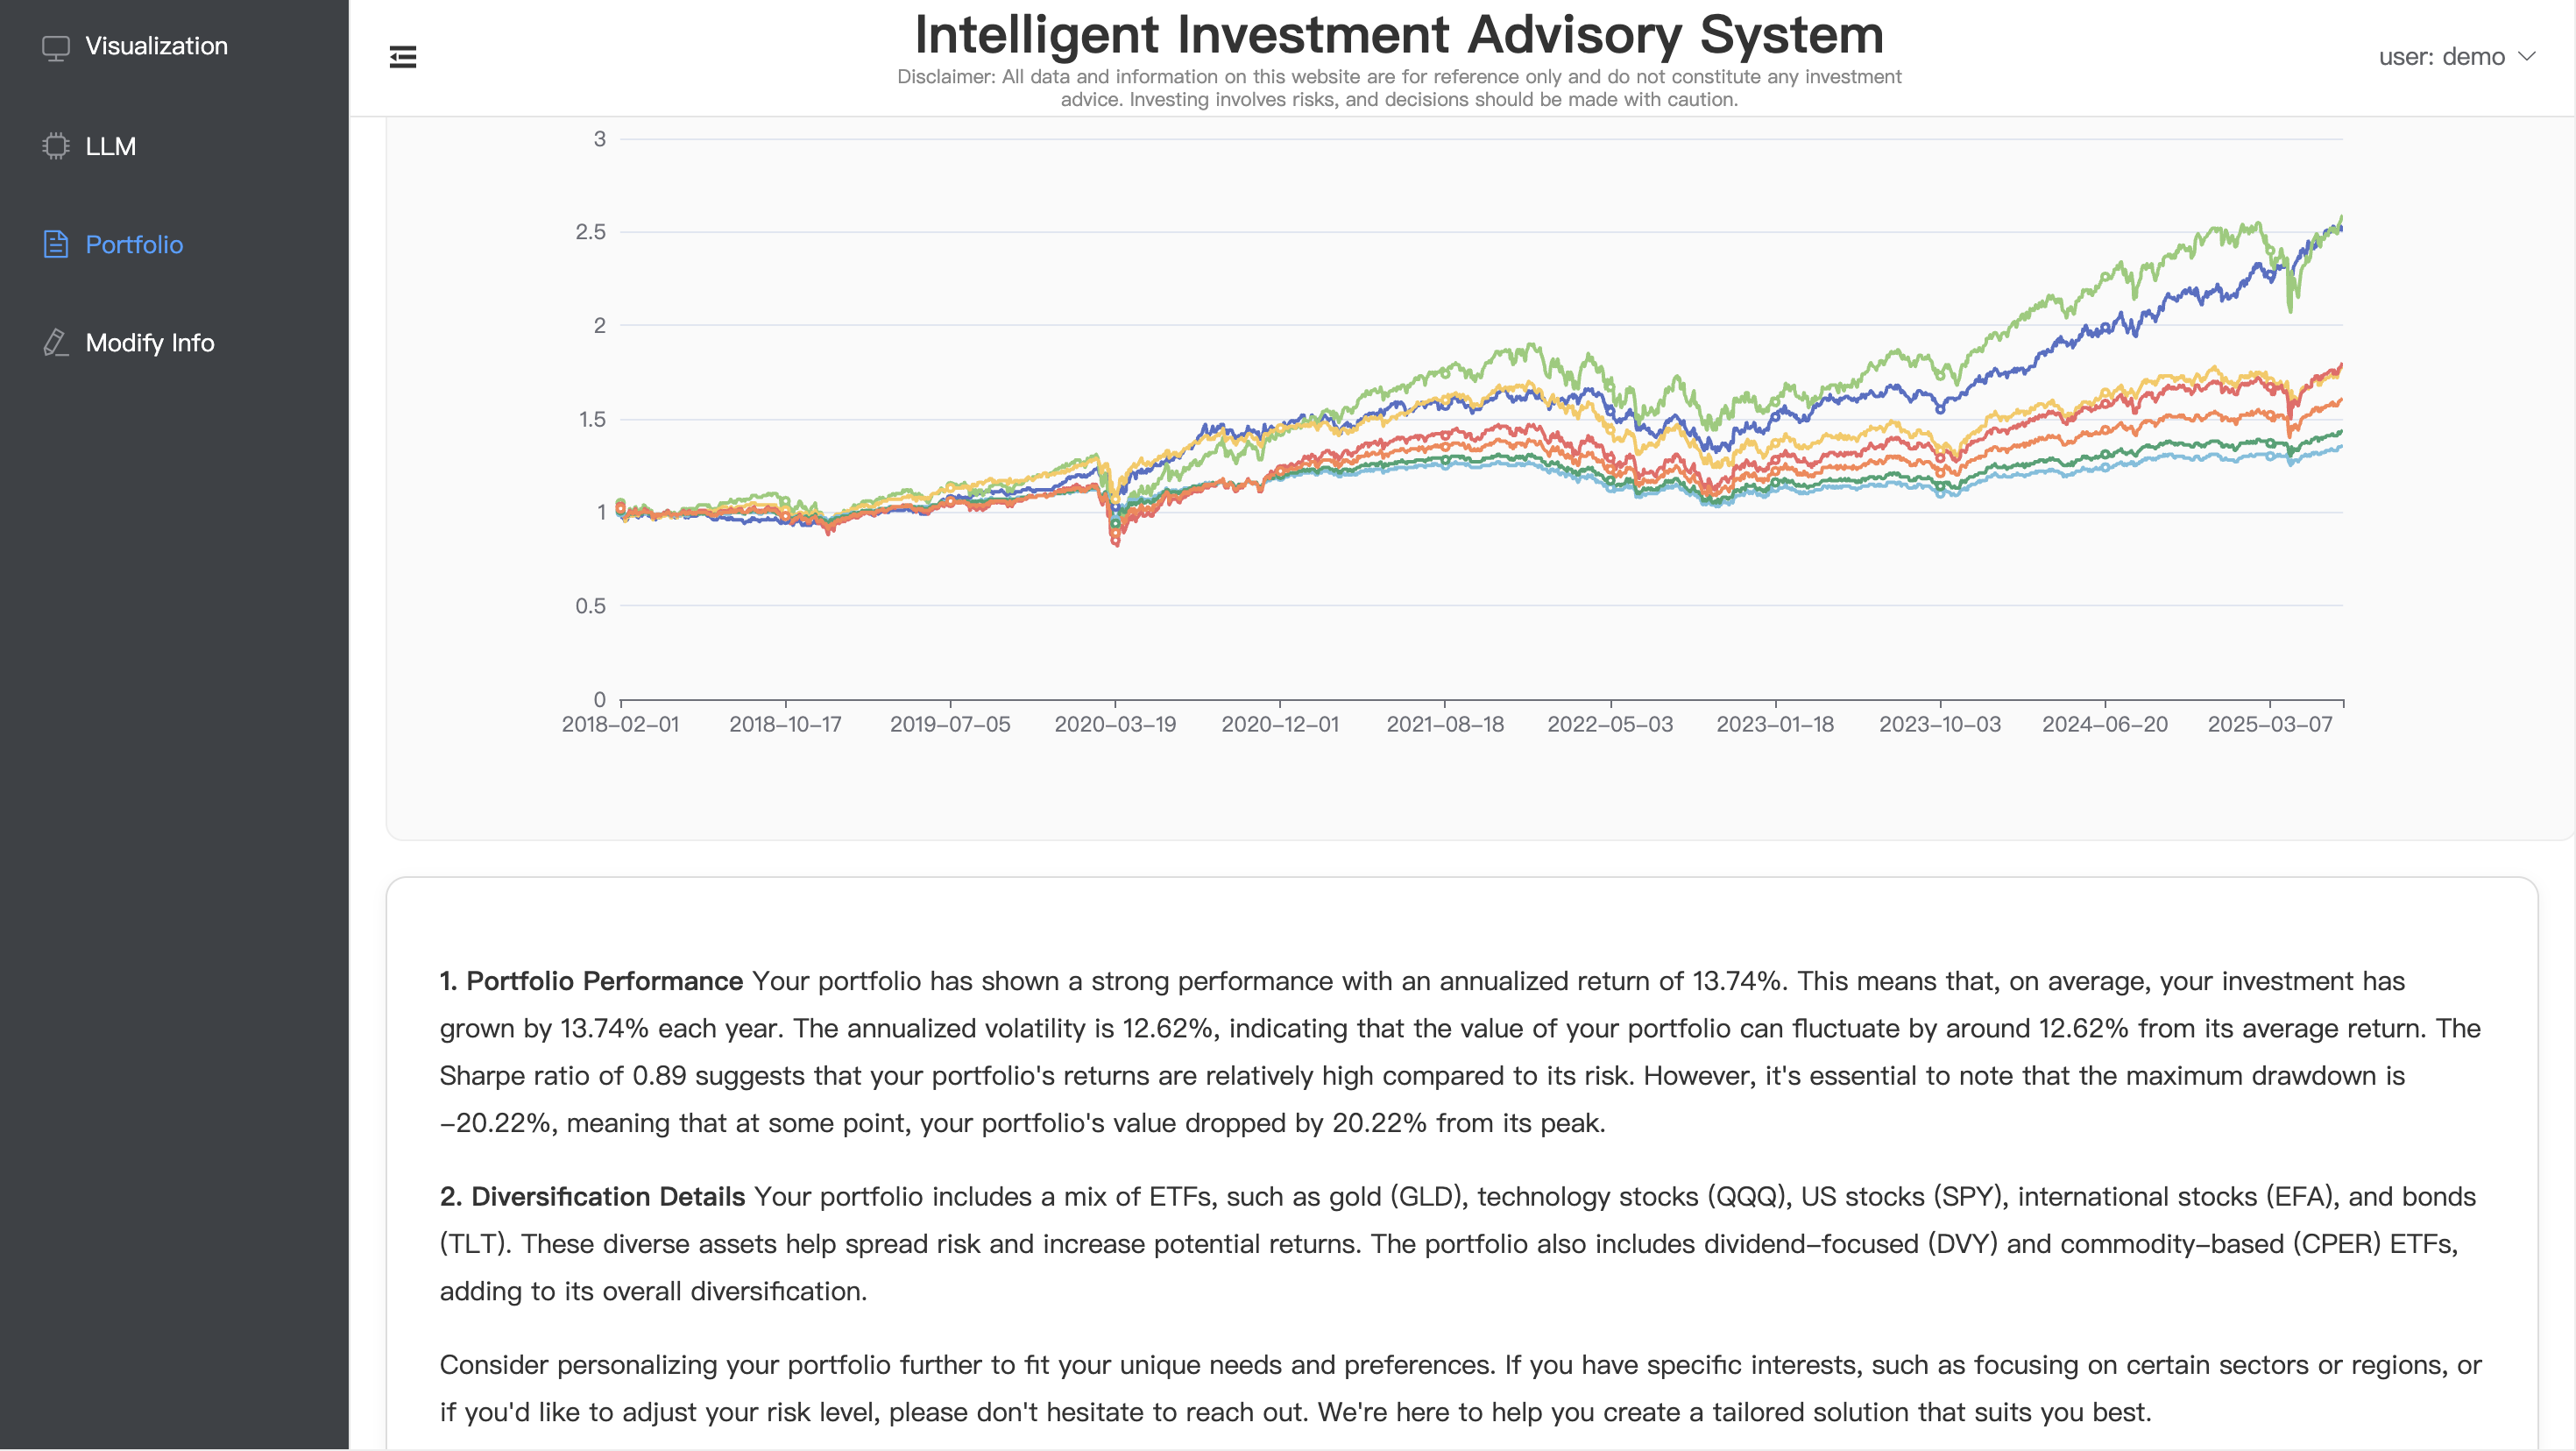 Visualization
LLM
Portfolio
Modify Info
Intelligent Investment Advisory System
Disclaimer: All data and information on this website are for reference only and do not constitute any investment
advice. Investing involves risks, and decisions should be made with caution.
user: demo
3
2.5
2
1.5
1
0.5
0
2018-02-01 2018-10-17 2019-07-05 2020-03-19 2020-12-01 2021-08-18 2022-05-03 2023-01-18 2023-10-03 2024-06-20 2025-03-07
1. Portfolio Performance Your portfolio has shown a strong performance with an annualized return of 13.74%. This means that, on average, your investment has
grown by 13.74% each year. The annualized volatility is 12.62%, indicating that the value of your portfolio can fluctuate by around 12.62% from its average return. The
Sharpe ratio of 0.89 suggests that your portfolio's returns are relatively high compared to its risk. However, it's essential to note that the maximum drawdown is
-20.22%, meaning that at some point, your portfolio's value dropped by 20.22% from its peak.
2. Diversification Details Your portfolio includes a mix of ETFs, such as gold (GLD), technology stocks (QQQ), US stocks (SPY), international stocks (EFA), and bonds
(TLT). These diverse assets help spread risk and increase potential returns. The portfolio also includes dividend-focused (DVY) and commodity-based (CPER) ETFs,
adding to its overall diversification.
Consider personalizing your portfolio further to fit your unique needs and preferences. If you have specific interests, such as focusing on certain sectors or regions, or
if you'd like to adjust your risk level, please don't hesitate to reach out. We're here to help you create a tailored solution that suits you best.